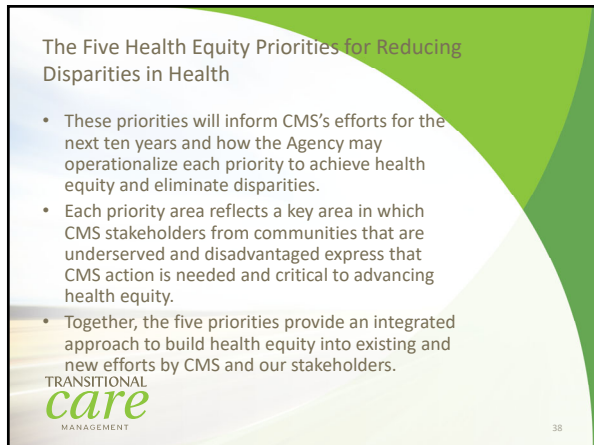 The Five Health Equity Priorities for Reducing
Disparities in Health
• These priorities will inform CMS's efforts for the
next ten years and how the Agency may
operationalize each priority to achieve health
equity and eliminate disparities.
• Each priority area reflects a key area in which
CMS stakeholders from communities that are
underserved and disadvantaged express that
CMS action is needed and critical to advancing
health equity.
• Together, the five priorities provide an integrated
approach to build health equity into existing and
new efforts by CMS and our stakeholders.
TRANSITIONAL
care
MANAGEMENT
38